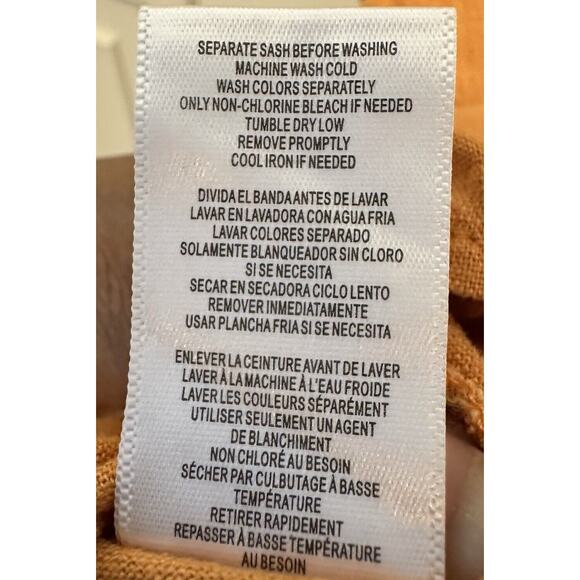 SEPARATE SASH BEFORE WASHING
MACHINE WASH COLD
WASH COLORS SEPARATELY
ONLY NON-CHLORINE BLEACH IF NEEDED
TUMBLE DRY LOW
REMOVE PROMPTLY
COOL IRON IF NEEDED
DIVIDA EL BANDA ANTES DE LAVAR
LAVAR EN LAVADORA CON AGUA FRIA
LAVAR COLORES SEPARADO
SOLAMENTE BLANQUEADOR SIN CLORO
SI SE NECESITA
SECAR EN SECADORA CICLO LENTO
REMOVER INMEDIATAMENTE
USAR PLANCHA FRIA SI SE NECESITA
ENLEVER LA CEINTURE AVANT DE LAVER
LAVER À LA MACHINE À L'EAU FROIDE
LAVER LES COULEURS SÉPARÉMENT
UTILISER SEULEMENT UN AGENT
DE BLANCHIMENT
NON CHLORÉ AU BESOIN
SÉCHER PAR CULBUTAGE À BASSE
TEMPÉRATURE
RETIRER RAPIDEMENT
REPASSER À BASSE TEMPÉRATURE
AU BESOIN